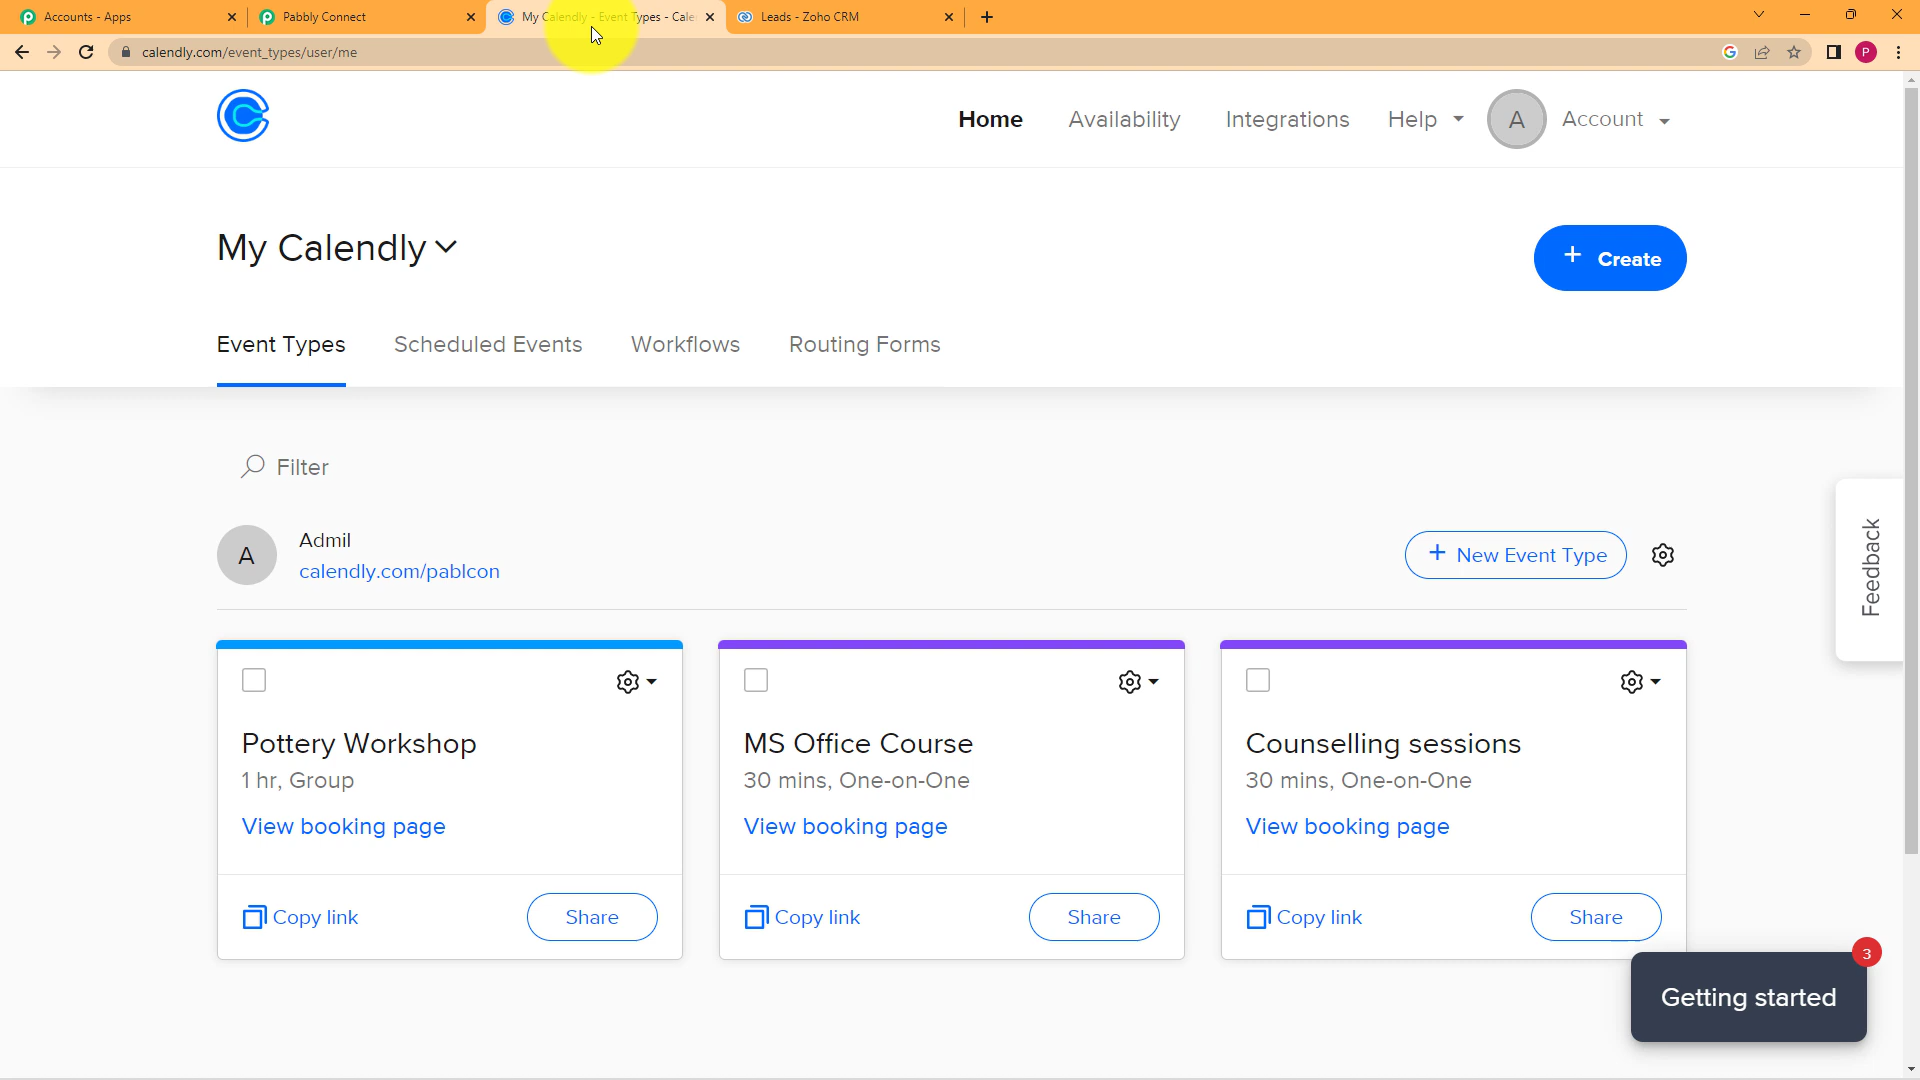 Accounts - Apps
Pabbly Connect
My Calendly - Event Types - Cale
Leads - Zoho CRM
calendly.com/event_types/user/me
P
Home
Availability
Integrations
Help
A
Account
My Calendly
+ Create
Event Types
Scheduled Events
Workflows
Routing Forms
Filter
A
Admil
calendly.com/pablcon
+ New Event Type
Feedback
Pottery Workshop
1 hr, Group
View booking page
Copy link
Share
MS Office Course
30 mins, One-on-One
View booking page
Copy link
Share
Counselling sessions
30 mins, One-on-One
View booking page
Copy link
Share
3
Getting started